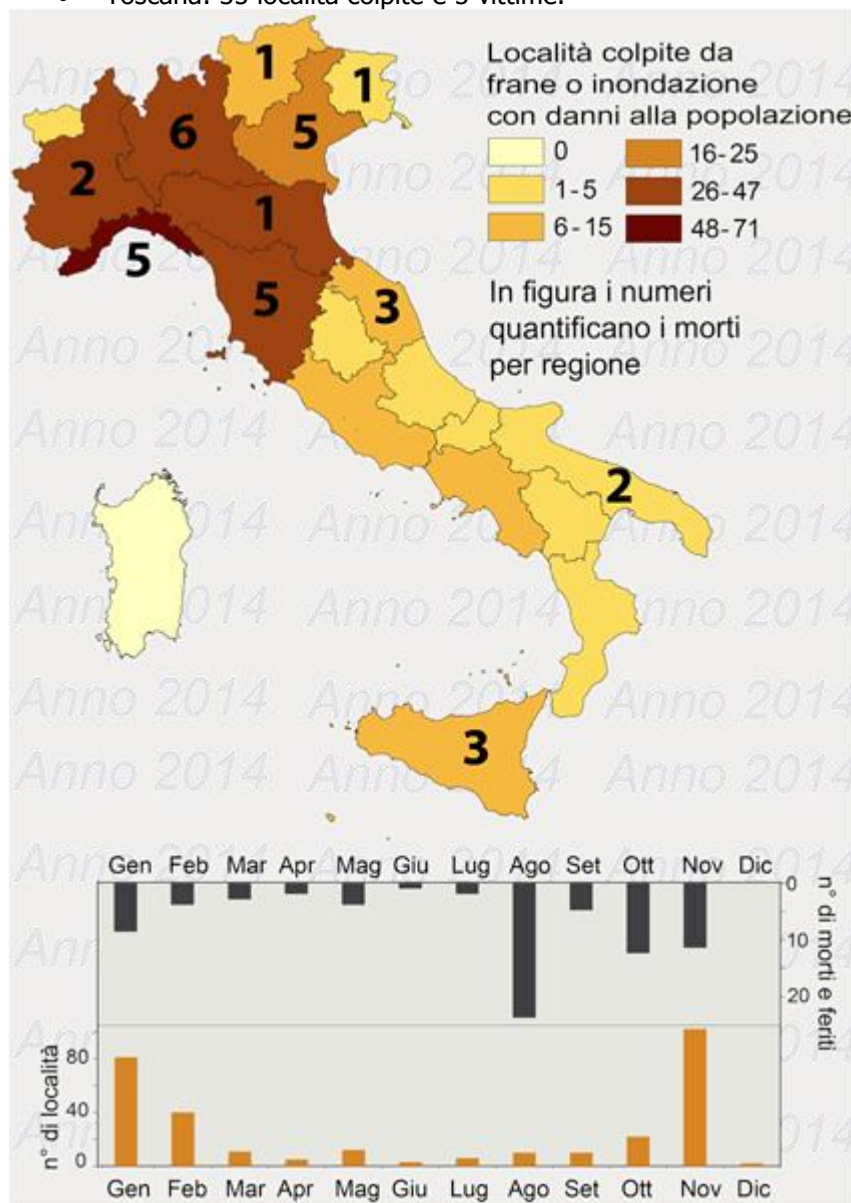 • Toscana: 35 località colpite e 5 vittime.
Località colpite da
frane o inondazione
con danni alla popolazione
0
16-25
1-5
26-47
6-15
48-71
In figura i numeri
quantificano i morti
per regione
1
1
6
5
2
1
5
5
3
2
3
Anno 2014
Gen Feb Mar Apr Mag Giu Lug Ago Set Ott Nov Dic
0
10
20
n° di morti e feriti
80
40
0
n° di località
Gen Feb Mar Apr Mag Giu Lug Ago Set Ott Nov Dic